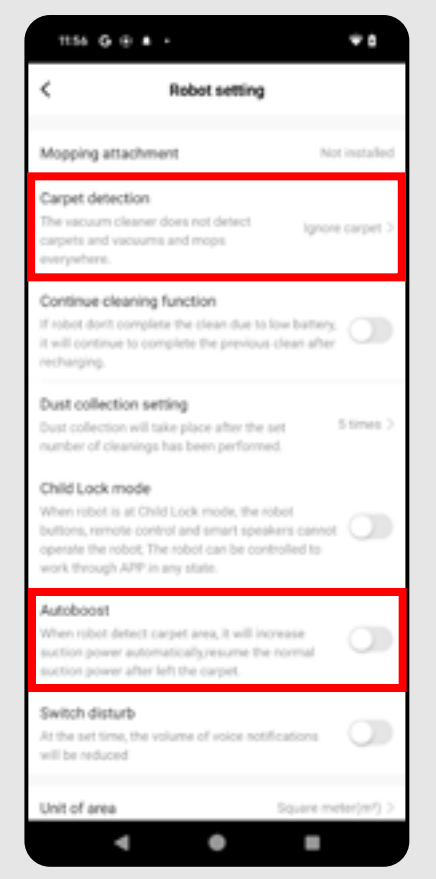 11:56
Robot setting
Mopping attachment
Not installed
Carpet detection
The vacuum cleaner does not detect
carpets and vacuums and mops
everywhere.
Ignore carpet
Continue cleaning function
If robot don't complete the clean due to low battery,
it will continue to complete the previous clean after
recharging.
Dust collection setting
Dust collection will take place after the set
number of cleanings has been performed.
5 times
Child Lock mode
When robot is at Child Lock mode, the robot
buttons, remote control and smart speakers cannot
operate the robot; The robot can be controlled to
work through APP in any state.
Autoboost
When robot detect carpet area, it will increase
suction power automatically,resume the normal
suction power after left the carpet.
Switch disturb
At the set time, the volume of voice notifications
will be reduced
Unit of area
Square meter(m²)